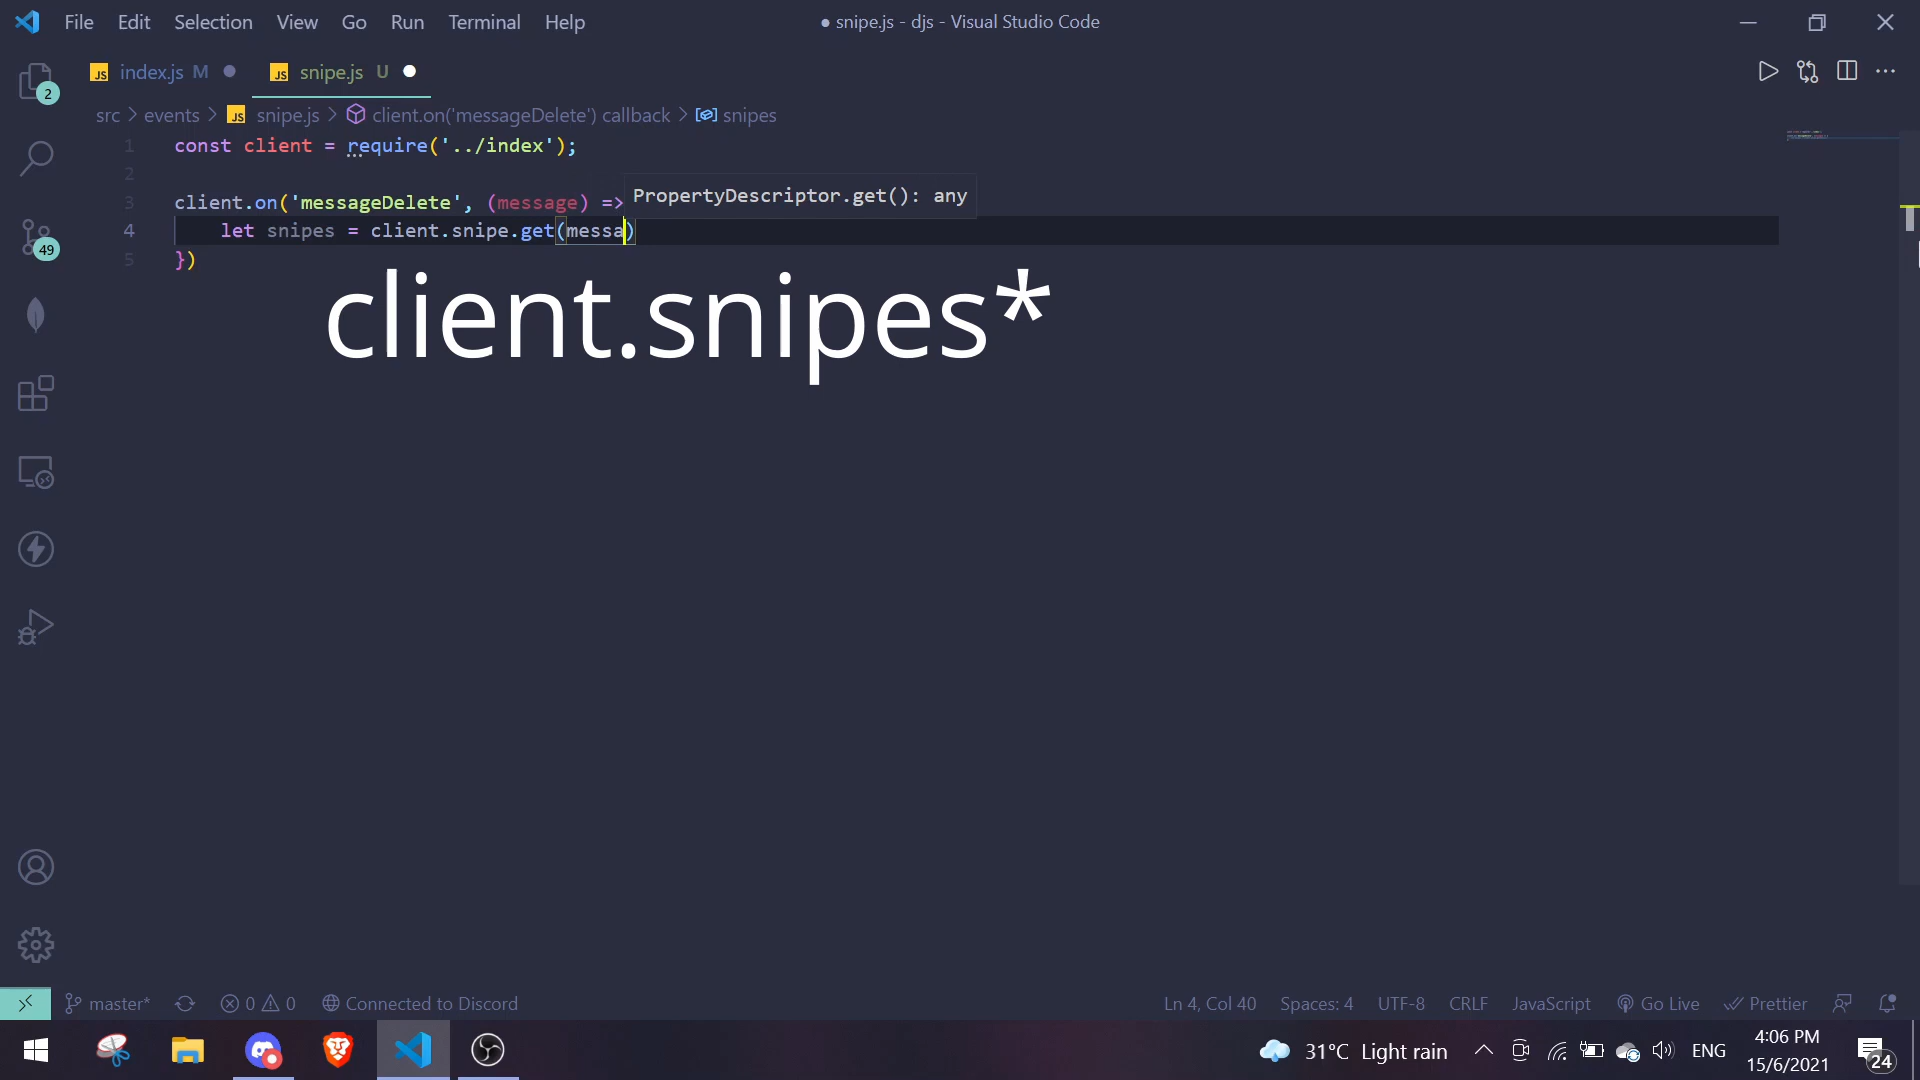 File Edit Selection View Go Run Terminal Help
● snipe.js - djs - Visual Studio Code
JS index.js M
JS snipe.js U
src > events > JS snipe.js > client.on('messageDelete') callback > snipes
1 const client = require('../index');
2
3 client.on('messageDelete', (message) =>
PropertyDescriptor.get(): any
4 let snipes = client.snipe.get(messa)
5 })
client.snipes*
2
49
master* 0 0 Connected to Discord
Ln 4, Col 40 Spaces: 4 UTF-8 CRLF JavaScript Go Live Prettier
31°C Light rain ENG
4:06 PM
15/6/2021
24